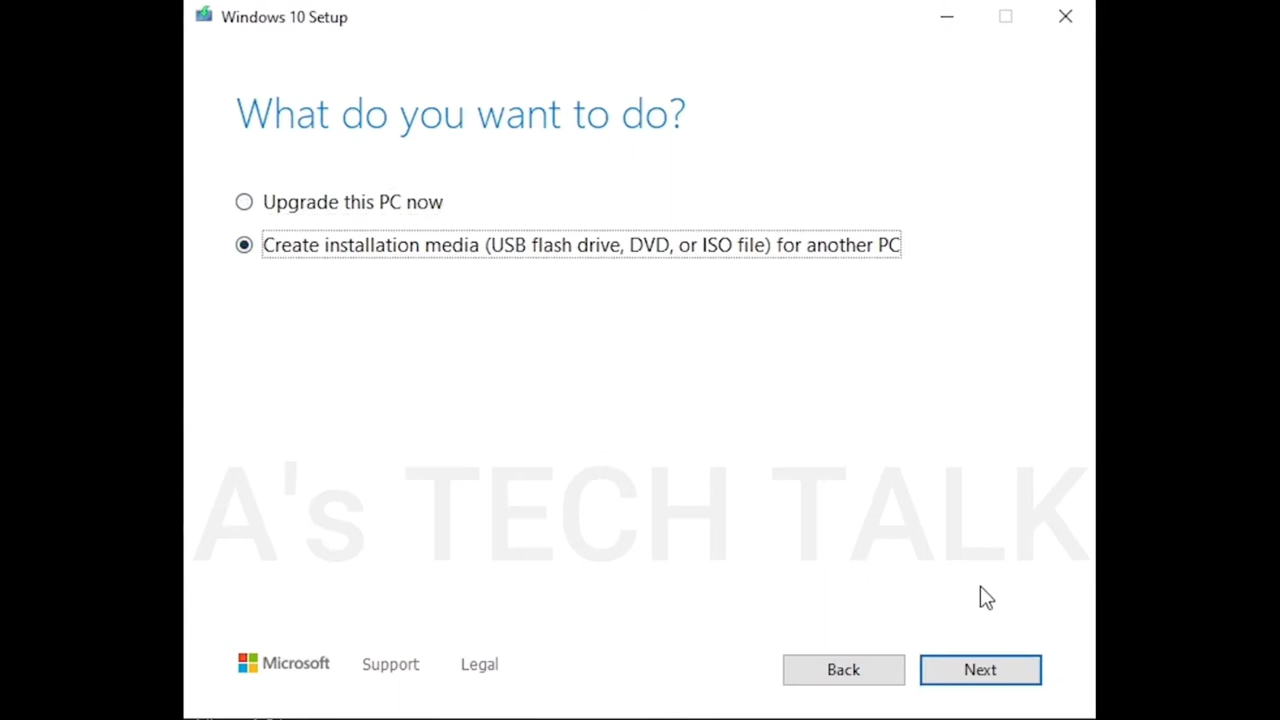 Windows 10 Setup
What do you want to do?
Upgrade this PC now
Create installation media (USB flash drive, DVD, or ISO file) for another PC
A's TECH TALK
Microsoft Support Legal Back Next